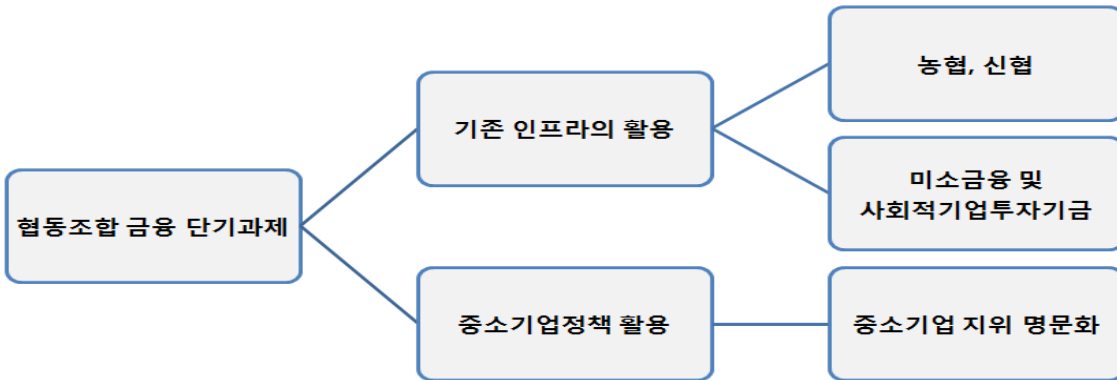 협동조합 금융 단기과제
기존 인프라의 활용
농협, 신협
미소금융 및
사회적기업투자기금
중소기업정책 활용
중소기업 지위 명문화